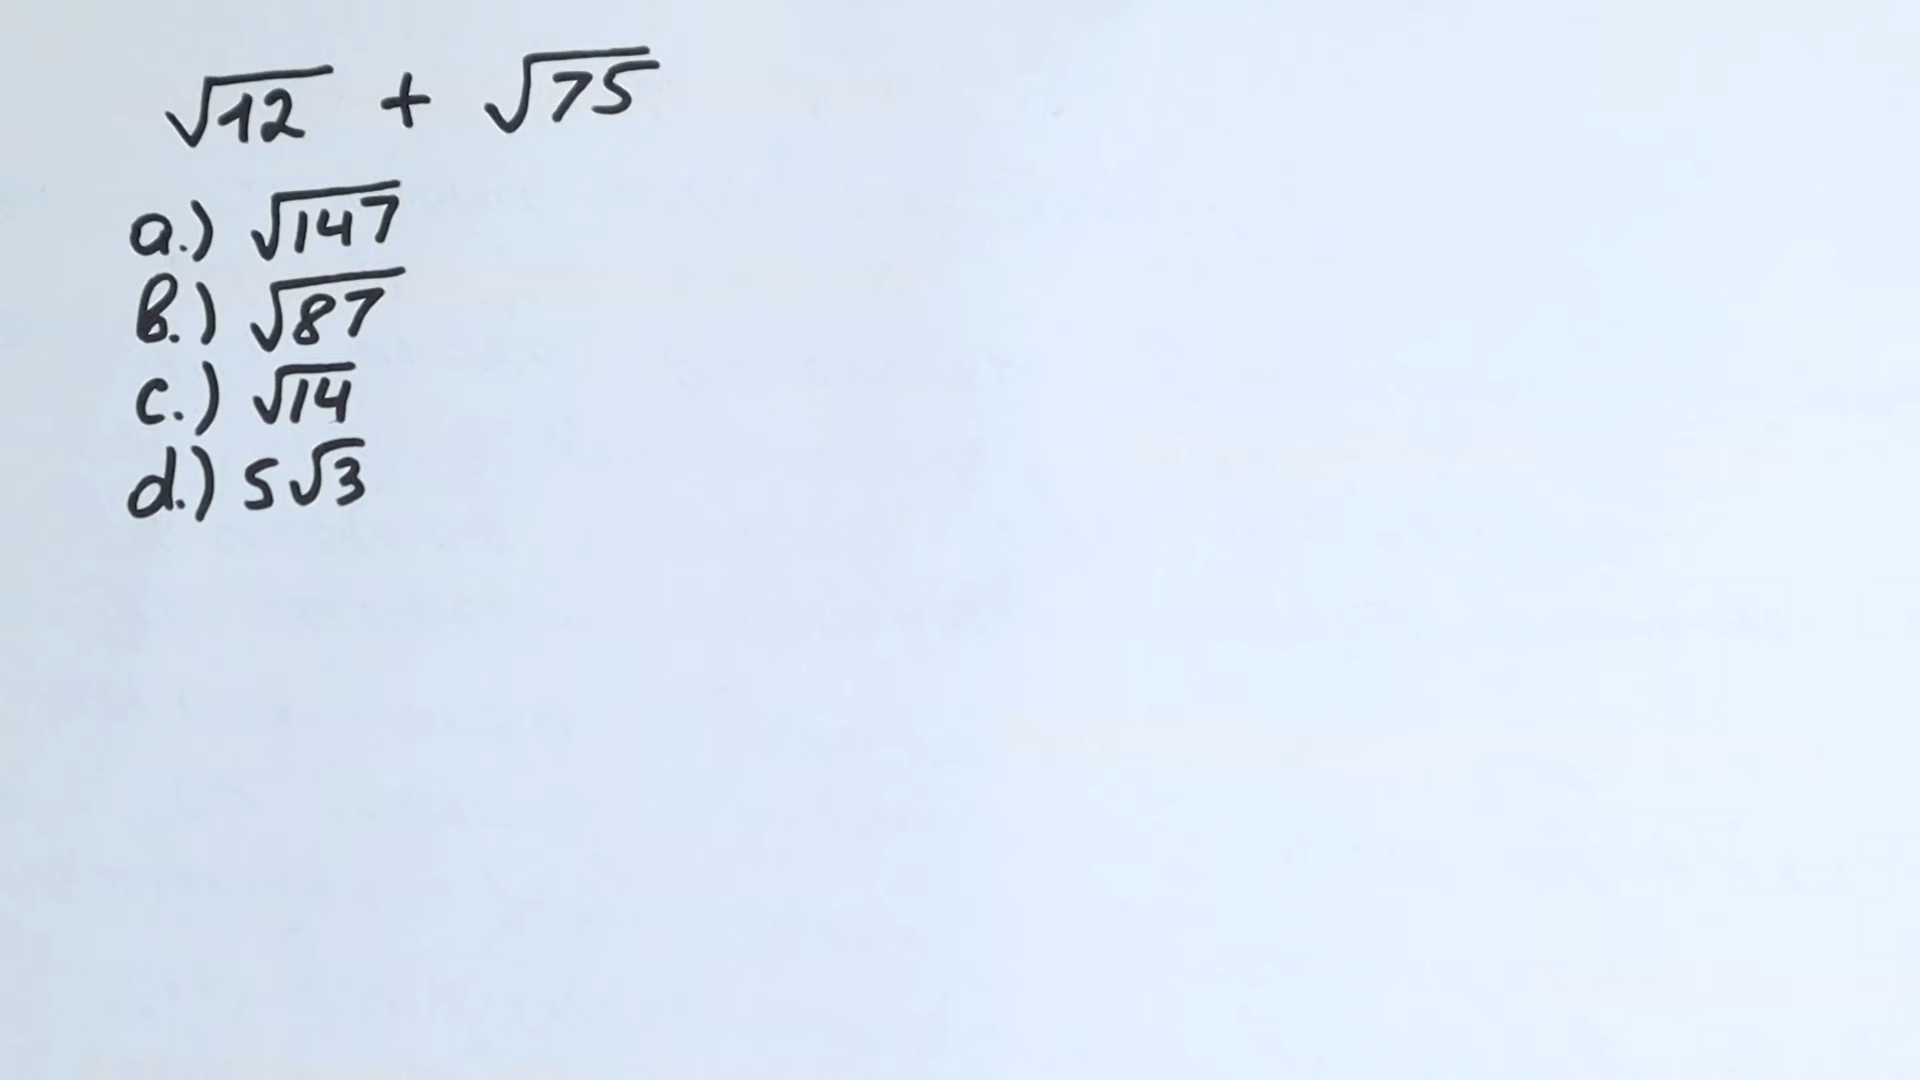 √12 + √75
a.) √147
B.) √87
c.) √14
d.) 5√3